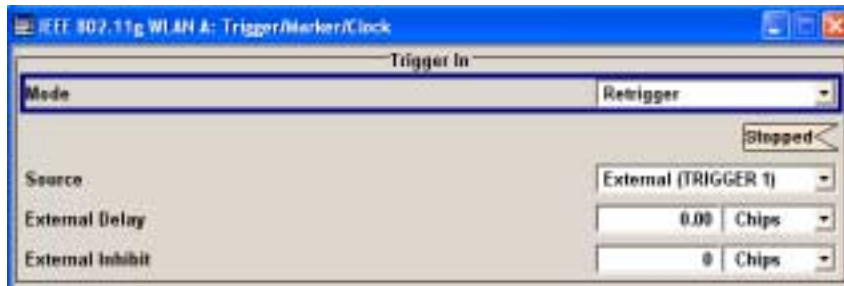 IEEE 802.11g WLAN A: Trigger/Marker/Clock
Trigger In
Mode Retrigger
Stopped
Source External (TRIGGER 1)
External Delay 0.00 Chips
External Inhibit 0 Chips